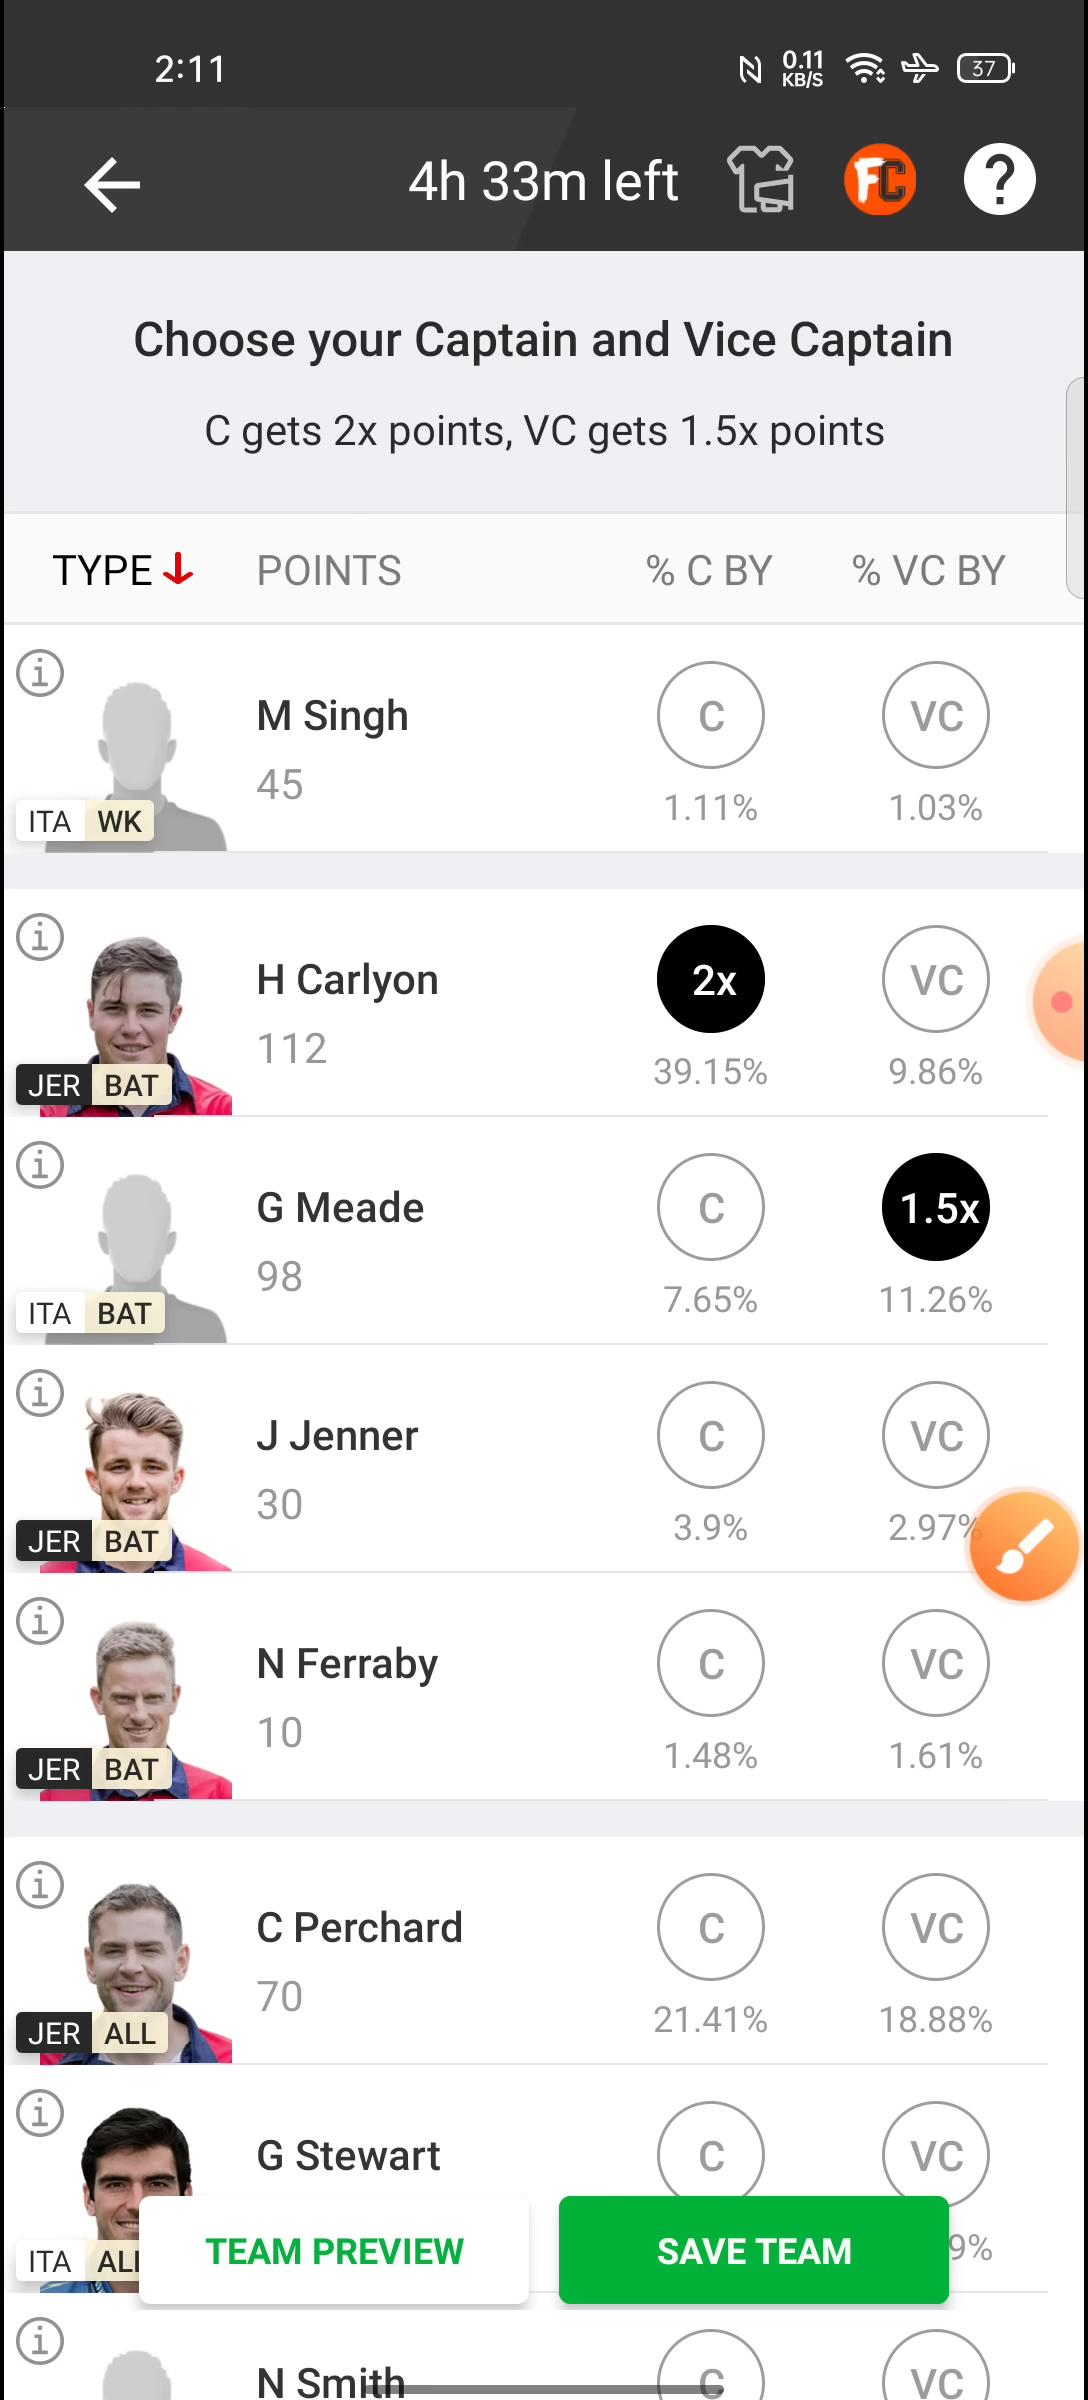 2:11
0.11
KB/S
37
4h 33m left
FC
?
Choose your Captain and Vice Captain
C gets 2x points, VC gets 1.5x points
TYPE POINTS % C BY % VC BY
M Singh C VC
45 1.11% 1.03%
ITA WK
H Carlyon 2x VC
112 39.15% 9.86%
JER BAT
G Meade C 1.5x
98 7.65% 11.26%
ITA BAT
J Jenner C VC
30 3.9% 2.97%
JER BAT
N Ferraby C VC
10 1.48% 1.61%
JER BAT
C Perchard C VC
70 21.41% 18.88%
JER ALL
G Stewart C VC
ITA
TEAM PREVIEW SAVE TEAM
N Smith C VC